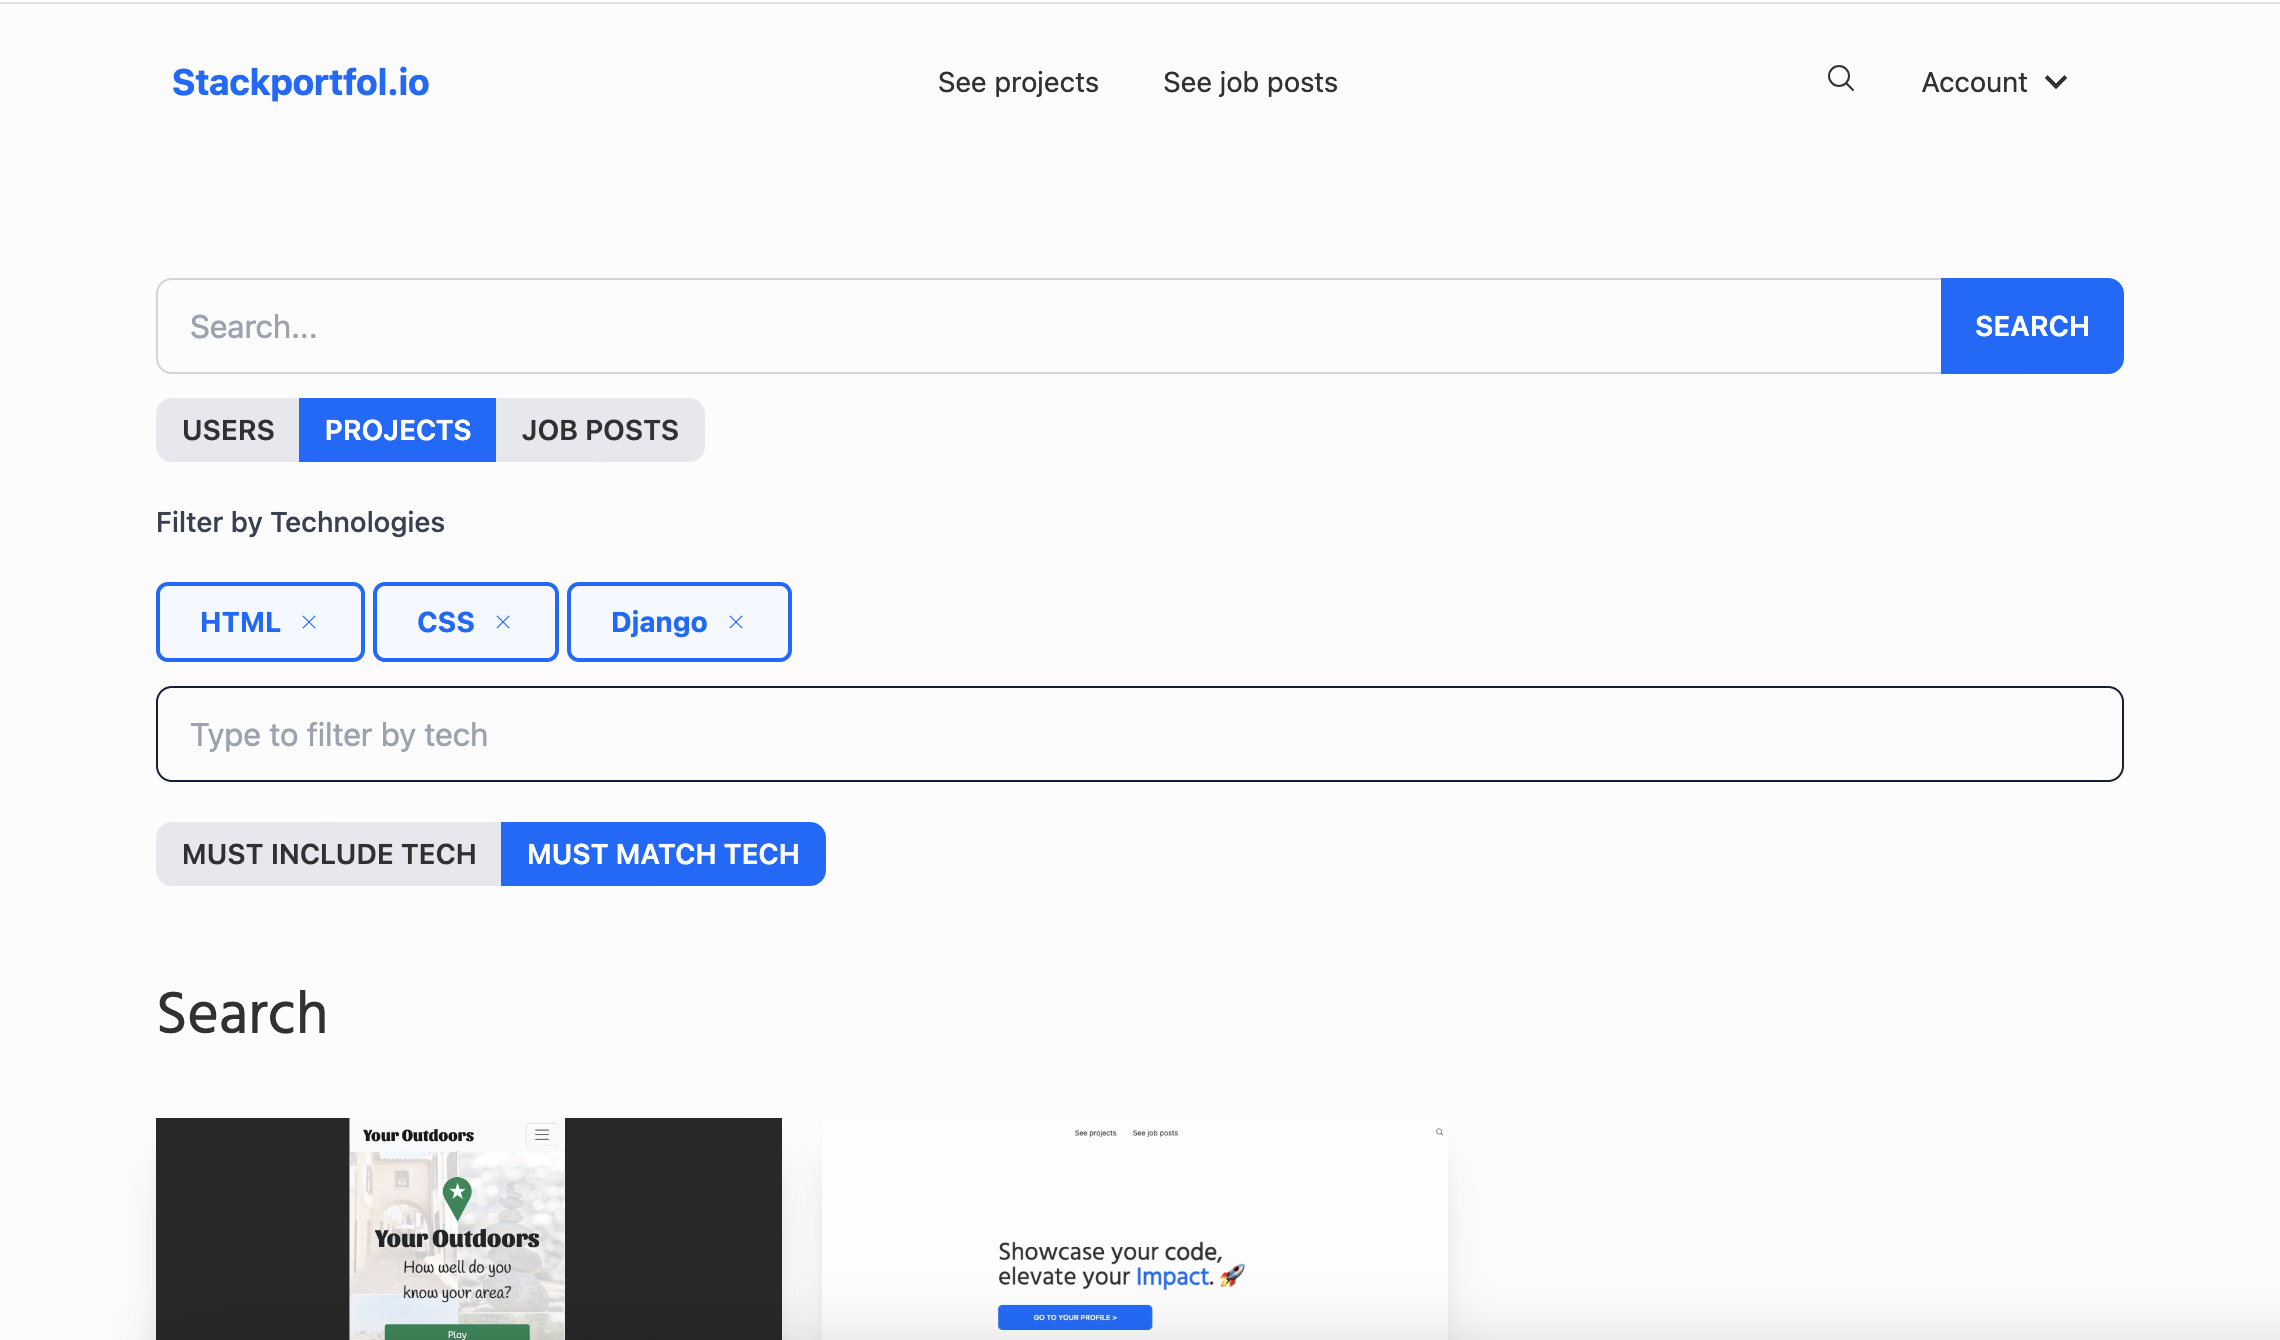 Stackportfol.io
See projects
See job posts
Account
Search...
SEARCH
USERS
PROJECTS
JOB POSTS
Filter by Technologies
HTML
CSS
Django
Type to filter by tech
MUST INCLUDE TECH
MUST MATCH TECH
Search
Your Outdoors
Your Outdoors
How well do you
know your area?
Play
See projects
See job posts
Showcase your code,
elevate your Impact. 🚀
GO TO YOUR PROFILE >